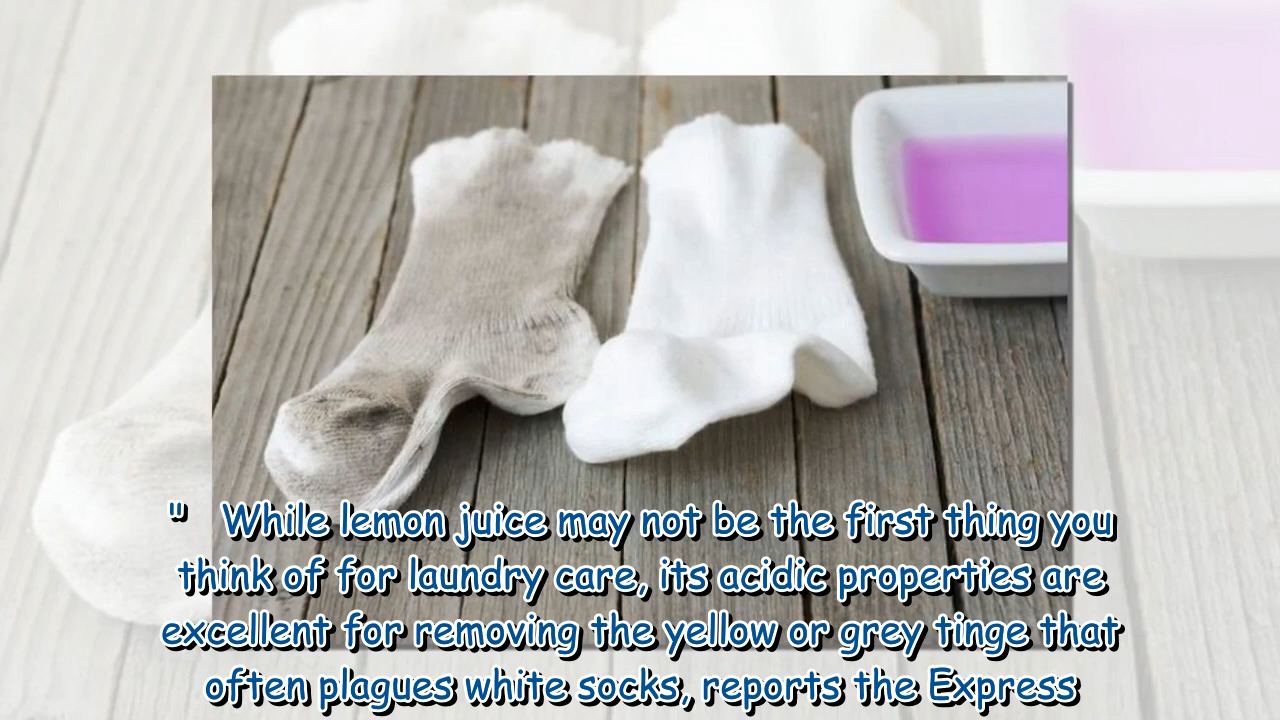 " While lemon juice may not be the first thing you
think of for laundry care, its acidic properties are
excellent for removing the yellow or grey tinge that
often plagues white socks, reports the Express